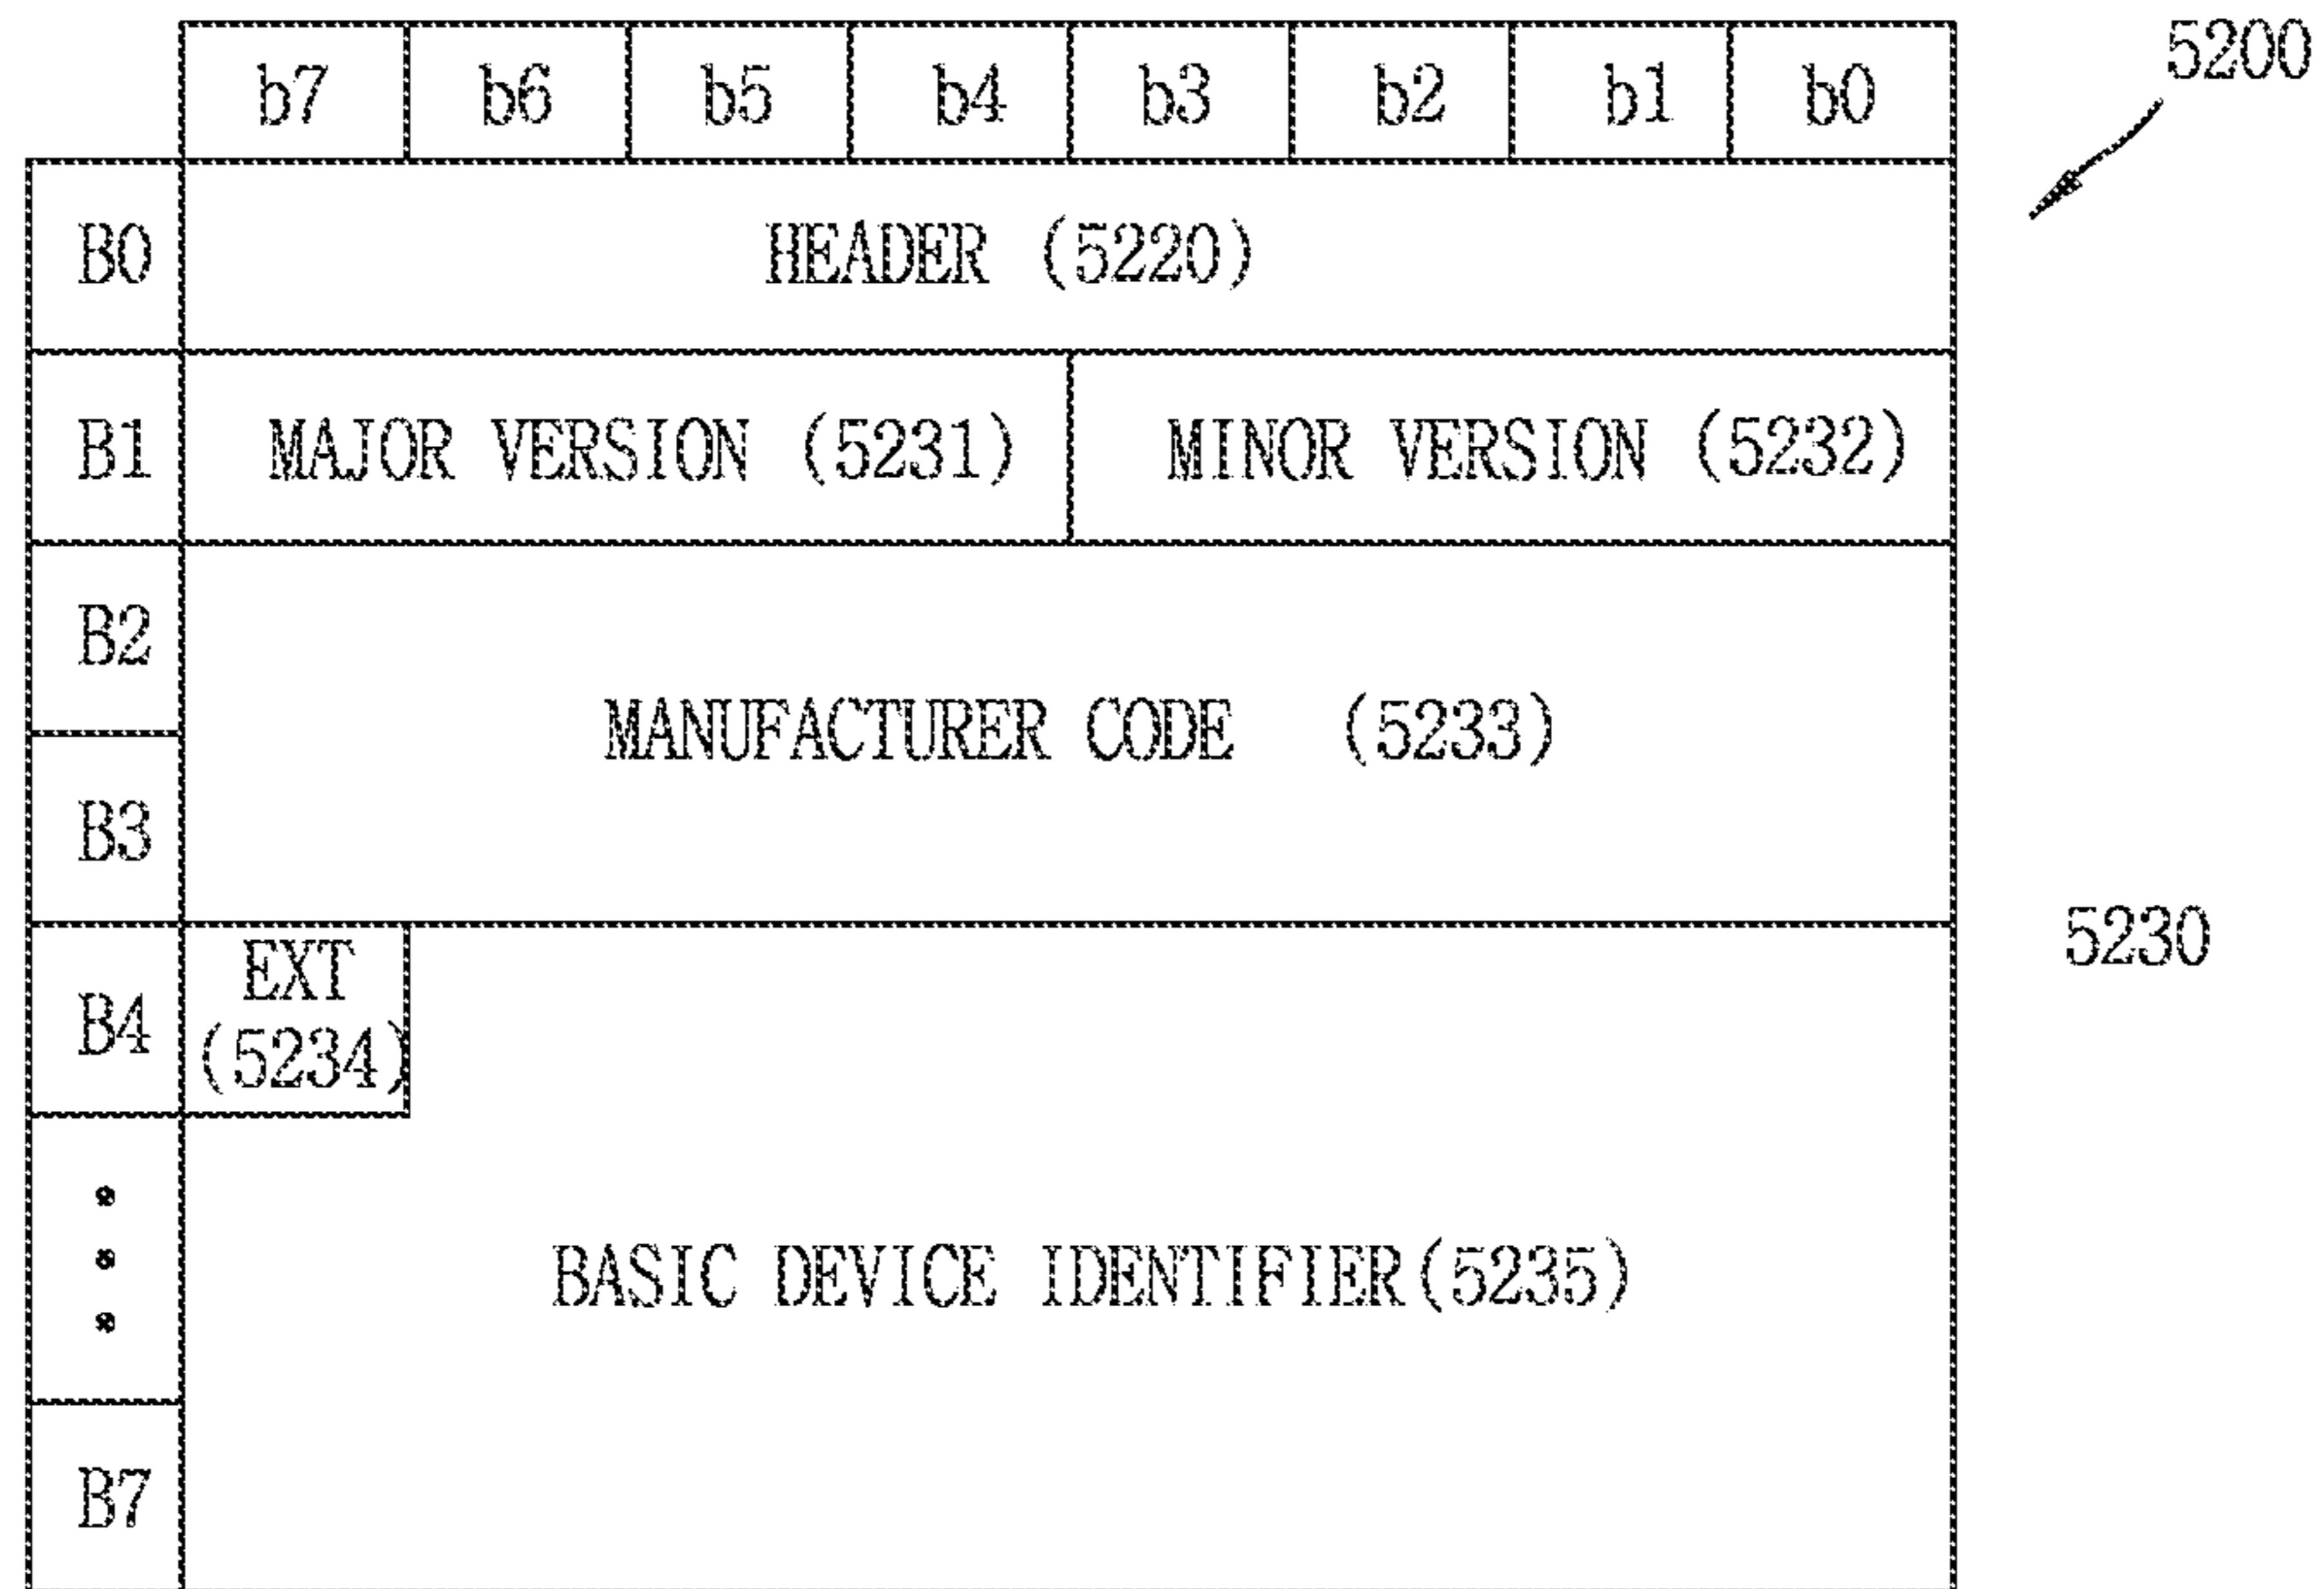 b7 b6 b5 b4 b3 b2 b1 b0
5200
B0 HEADER (5220)
B1 MAJOR VERSION (5231) MINOR VERSION (5232)
B2
MANUFACTURER CODE (5233)
B3
5230
B4 EXT
(5234)
BASIC DEVICE IDENTIFIER(5235)
B7